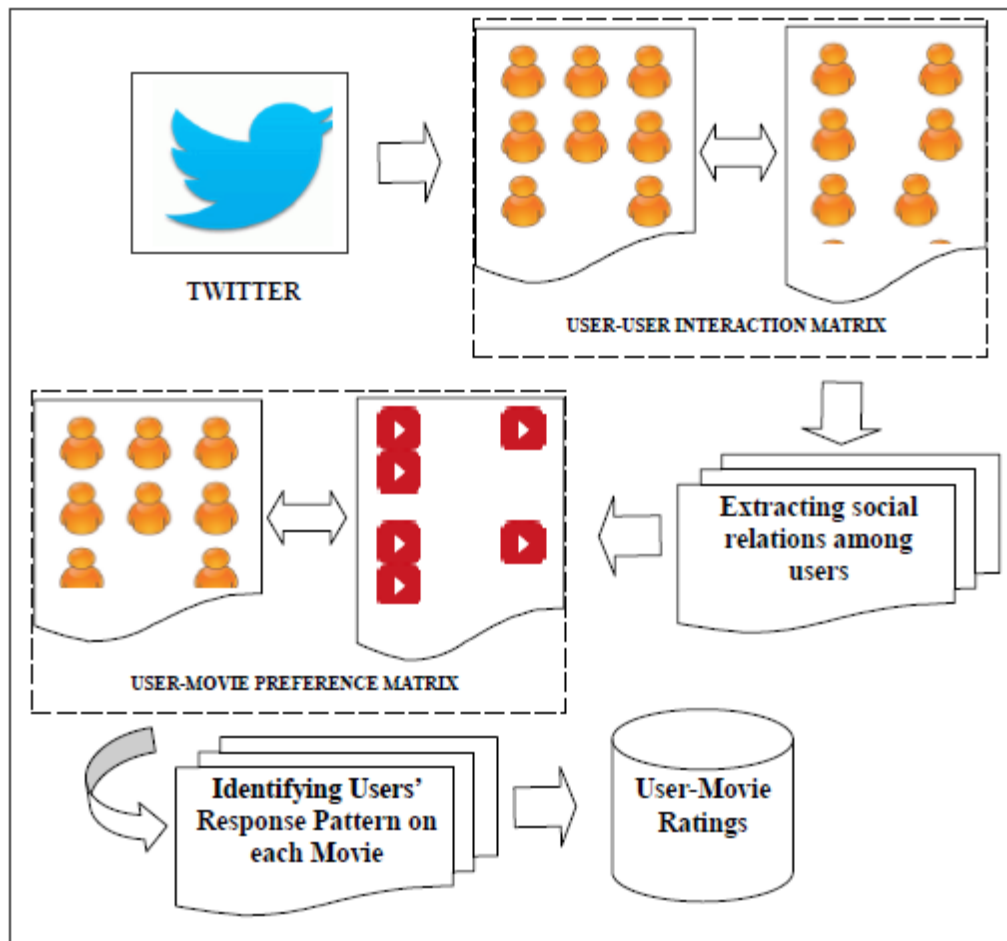 TWITTER
USER-USER INTERACTION MATRIX
Extracting social
relations among
users
USER-MOVIE PREFERENCE MATRIX
Identifying Users’
Response Pattern on
each Movie
User-Movie
Ratings